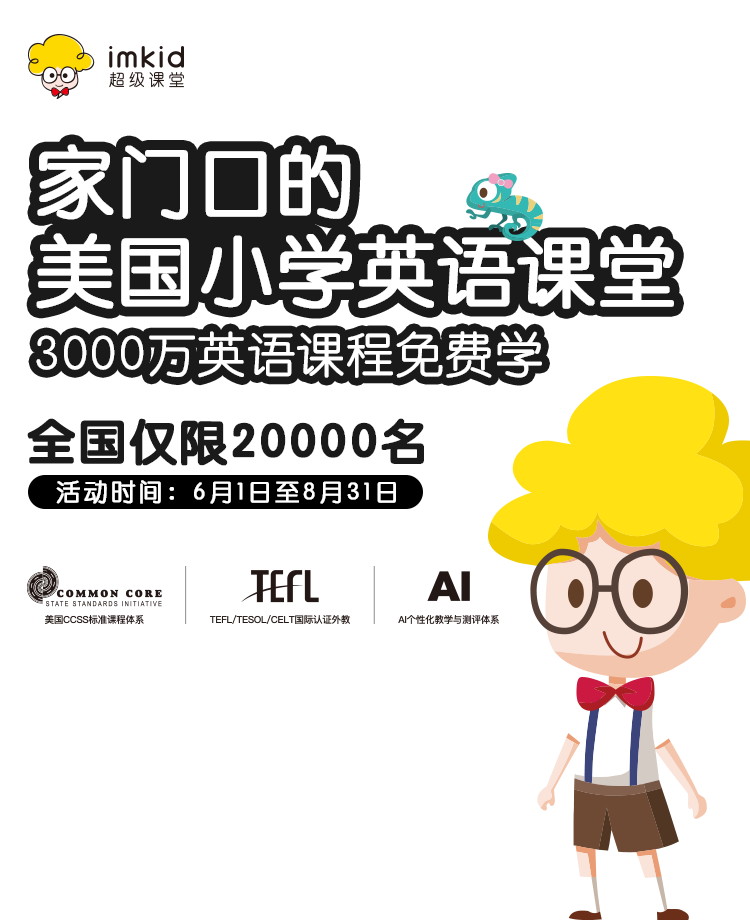 imkid
超级课堂
家门口的
美国小学英语课堂
3000万英语课程免费学
全国仅限20000名
活动时间：6月1日至8月31日
COMMON CORE
STATE STANDARDS INITIATIVE
美国CCSS标准课程体系
TEFL
TEFL/TESOL/CELT国际认证外教
AI
AI个性化教学与测评体系